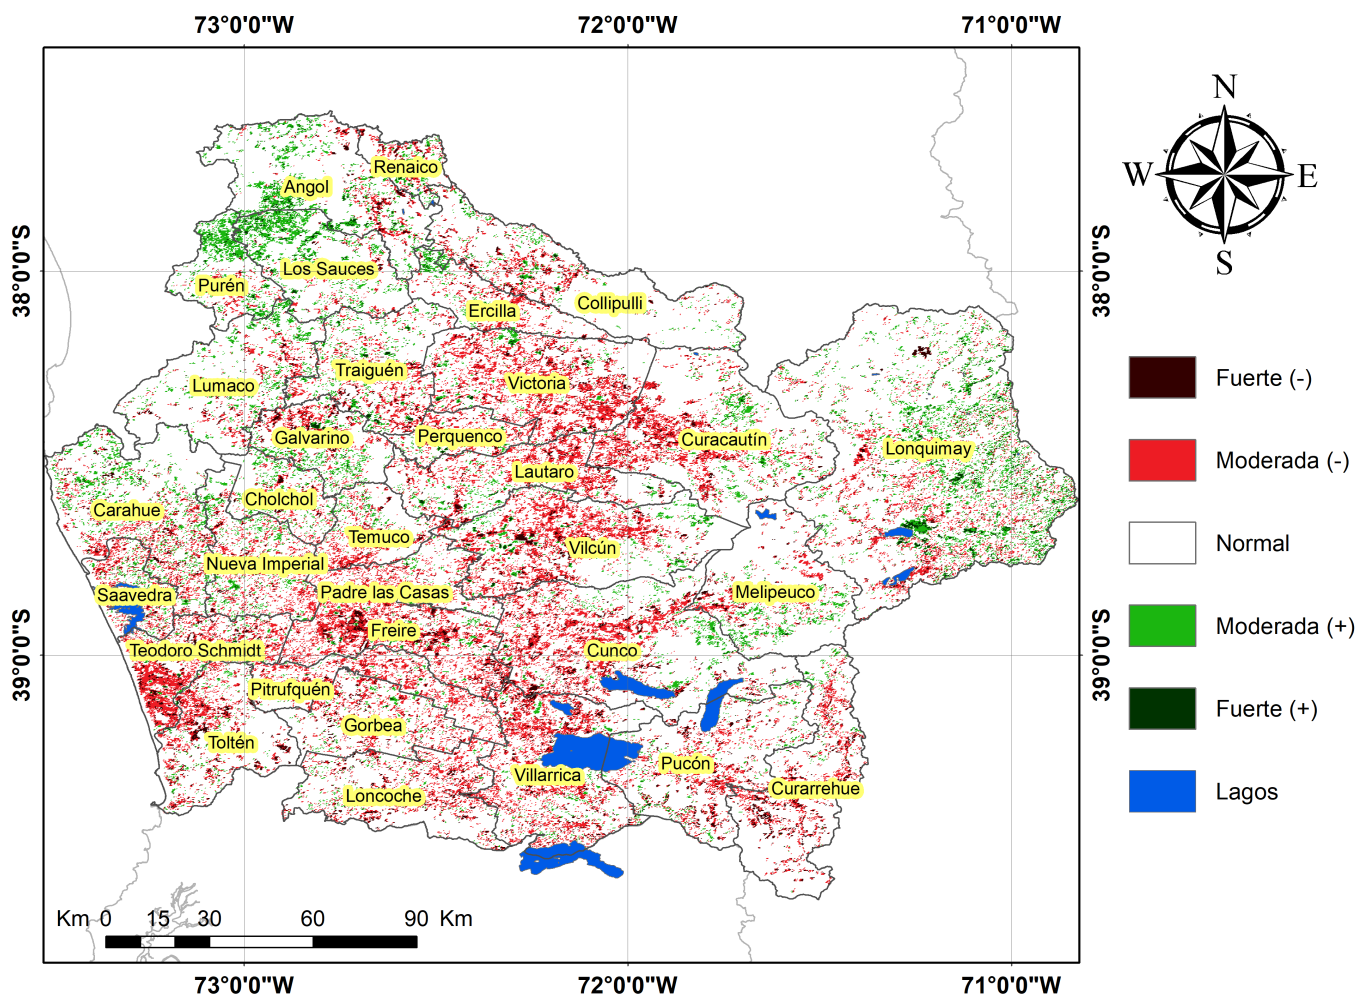 73°0'0"W 72°0'0"W 71°0'0"W
N
W E
S
38°0'0"S
38°0'0"S
39°0'0"S
39°0'0"S
Renaico
Angol
Los Sauces
Purén
Collipulli
Ercilla
Traiguén
Lumaco
Victoria
Galvarino
Perquenco
Curacautín
Lonquimay
Lautaro
Cholchol
Carahue
Temuco
Vilcún
Nueva Imperial
Saavedra
Padre las Casas
Melipeuco
Freire
Teodoro Schmidt
Cunco
Pitrufquén
Gorbea
Toltén
Pucón
Villarrica
Curarrehue
Loncoche
Fuerte (-)
Moderada (-)
Normal
Moderada (+)
Fuerte (+)
Lagos
Km 0 15 30 60 90 Km
73°0'0"W 72°0'0"W 71°0'0"W